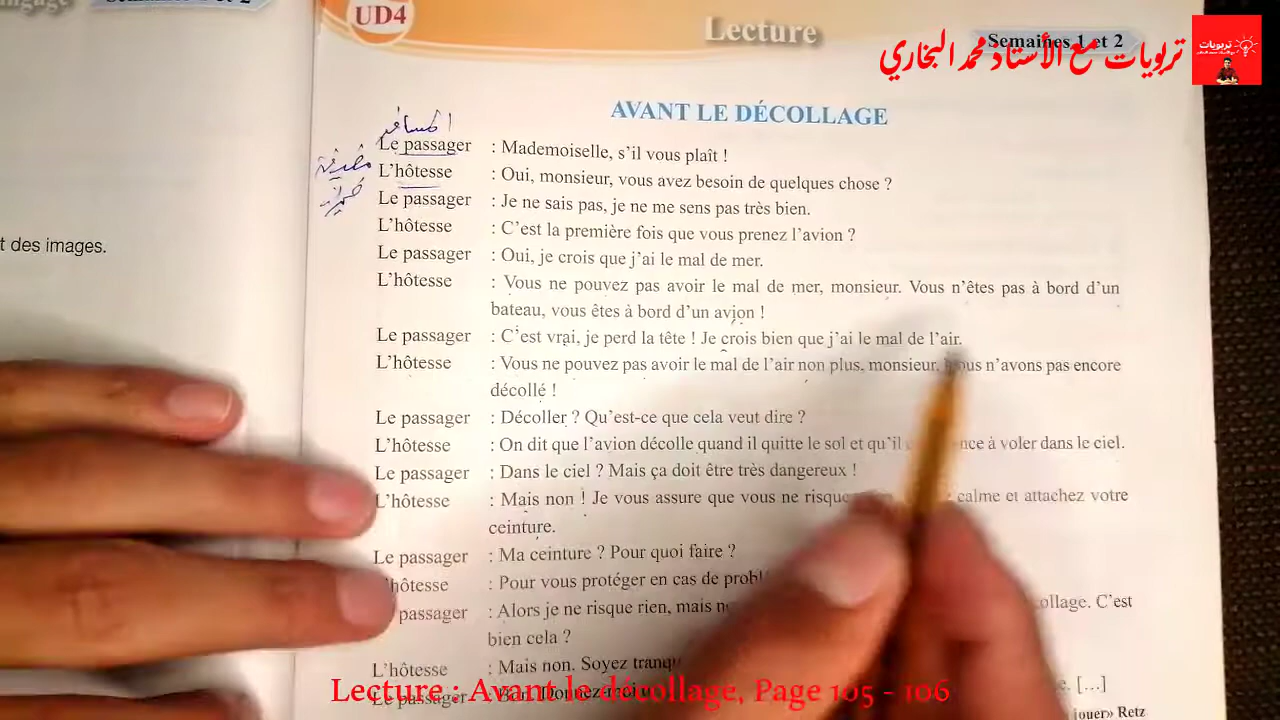 UD4
Lecture
Semaines 1 et 2
تربويات مع الأستاذ محمد البخاري
تربويات
t des images.
AVANT LE DÉCOLLAGE
المسافر
مضيفة
Le passager : Mademoiselle, s'il vous plaît !
L'hôtesse : Oui, monsieur, vous avez besoin de quelques chose ?
Le passager : Je ne sais pas, je ne me sens pas très bien.
L'hôtesse : C'est la première fois que vous prenez l'avion ?
Le passager : Oui, je crois que j'ai le mal de mer.
L'hôtesse : Vous ne pouvez pas avoir le mal de mer, monsieur. Vous n'êtes pas à bord d'un
bateau, vous êtes à bord d'un avion !
Le passager : C'est vrai, je perd la tête ! Je crois bien que j'ai le mal de l'air.
L'hôtesse : Vous ne pouvez pas avoir le mal de l'air non plus, monsieur, n'avons pas encore
décollé !
Le passager : Décoller ? Qu'est-ce que cela veut dire ?
L'hôtesse : On dit que l'avion décolle quand il quitte le sol et qu'il à voler dans le ciel.
Le passager : Dans le ciel ? Mais ça doit être très dangereux !
L'hôtesse : Mais non ! Je vous assure que vous ne calme et attachez votre
ceinture.
Le passager : Ma ceinture ? Pour quoi faire ?
hôtesse : Pour vous protéger en cas de
passager : Alors je ne risque rien, mais C'est
bien cela ?
L'hôtesse : Mais non. Soyez
Le passager
[...]
jouer» Retz
Lecture : Avant le décollage, Page 105 - 106